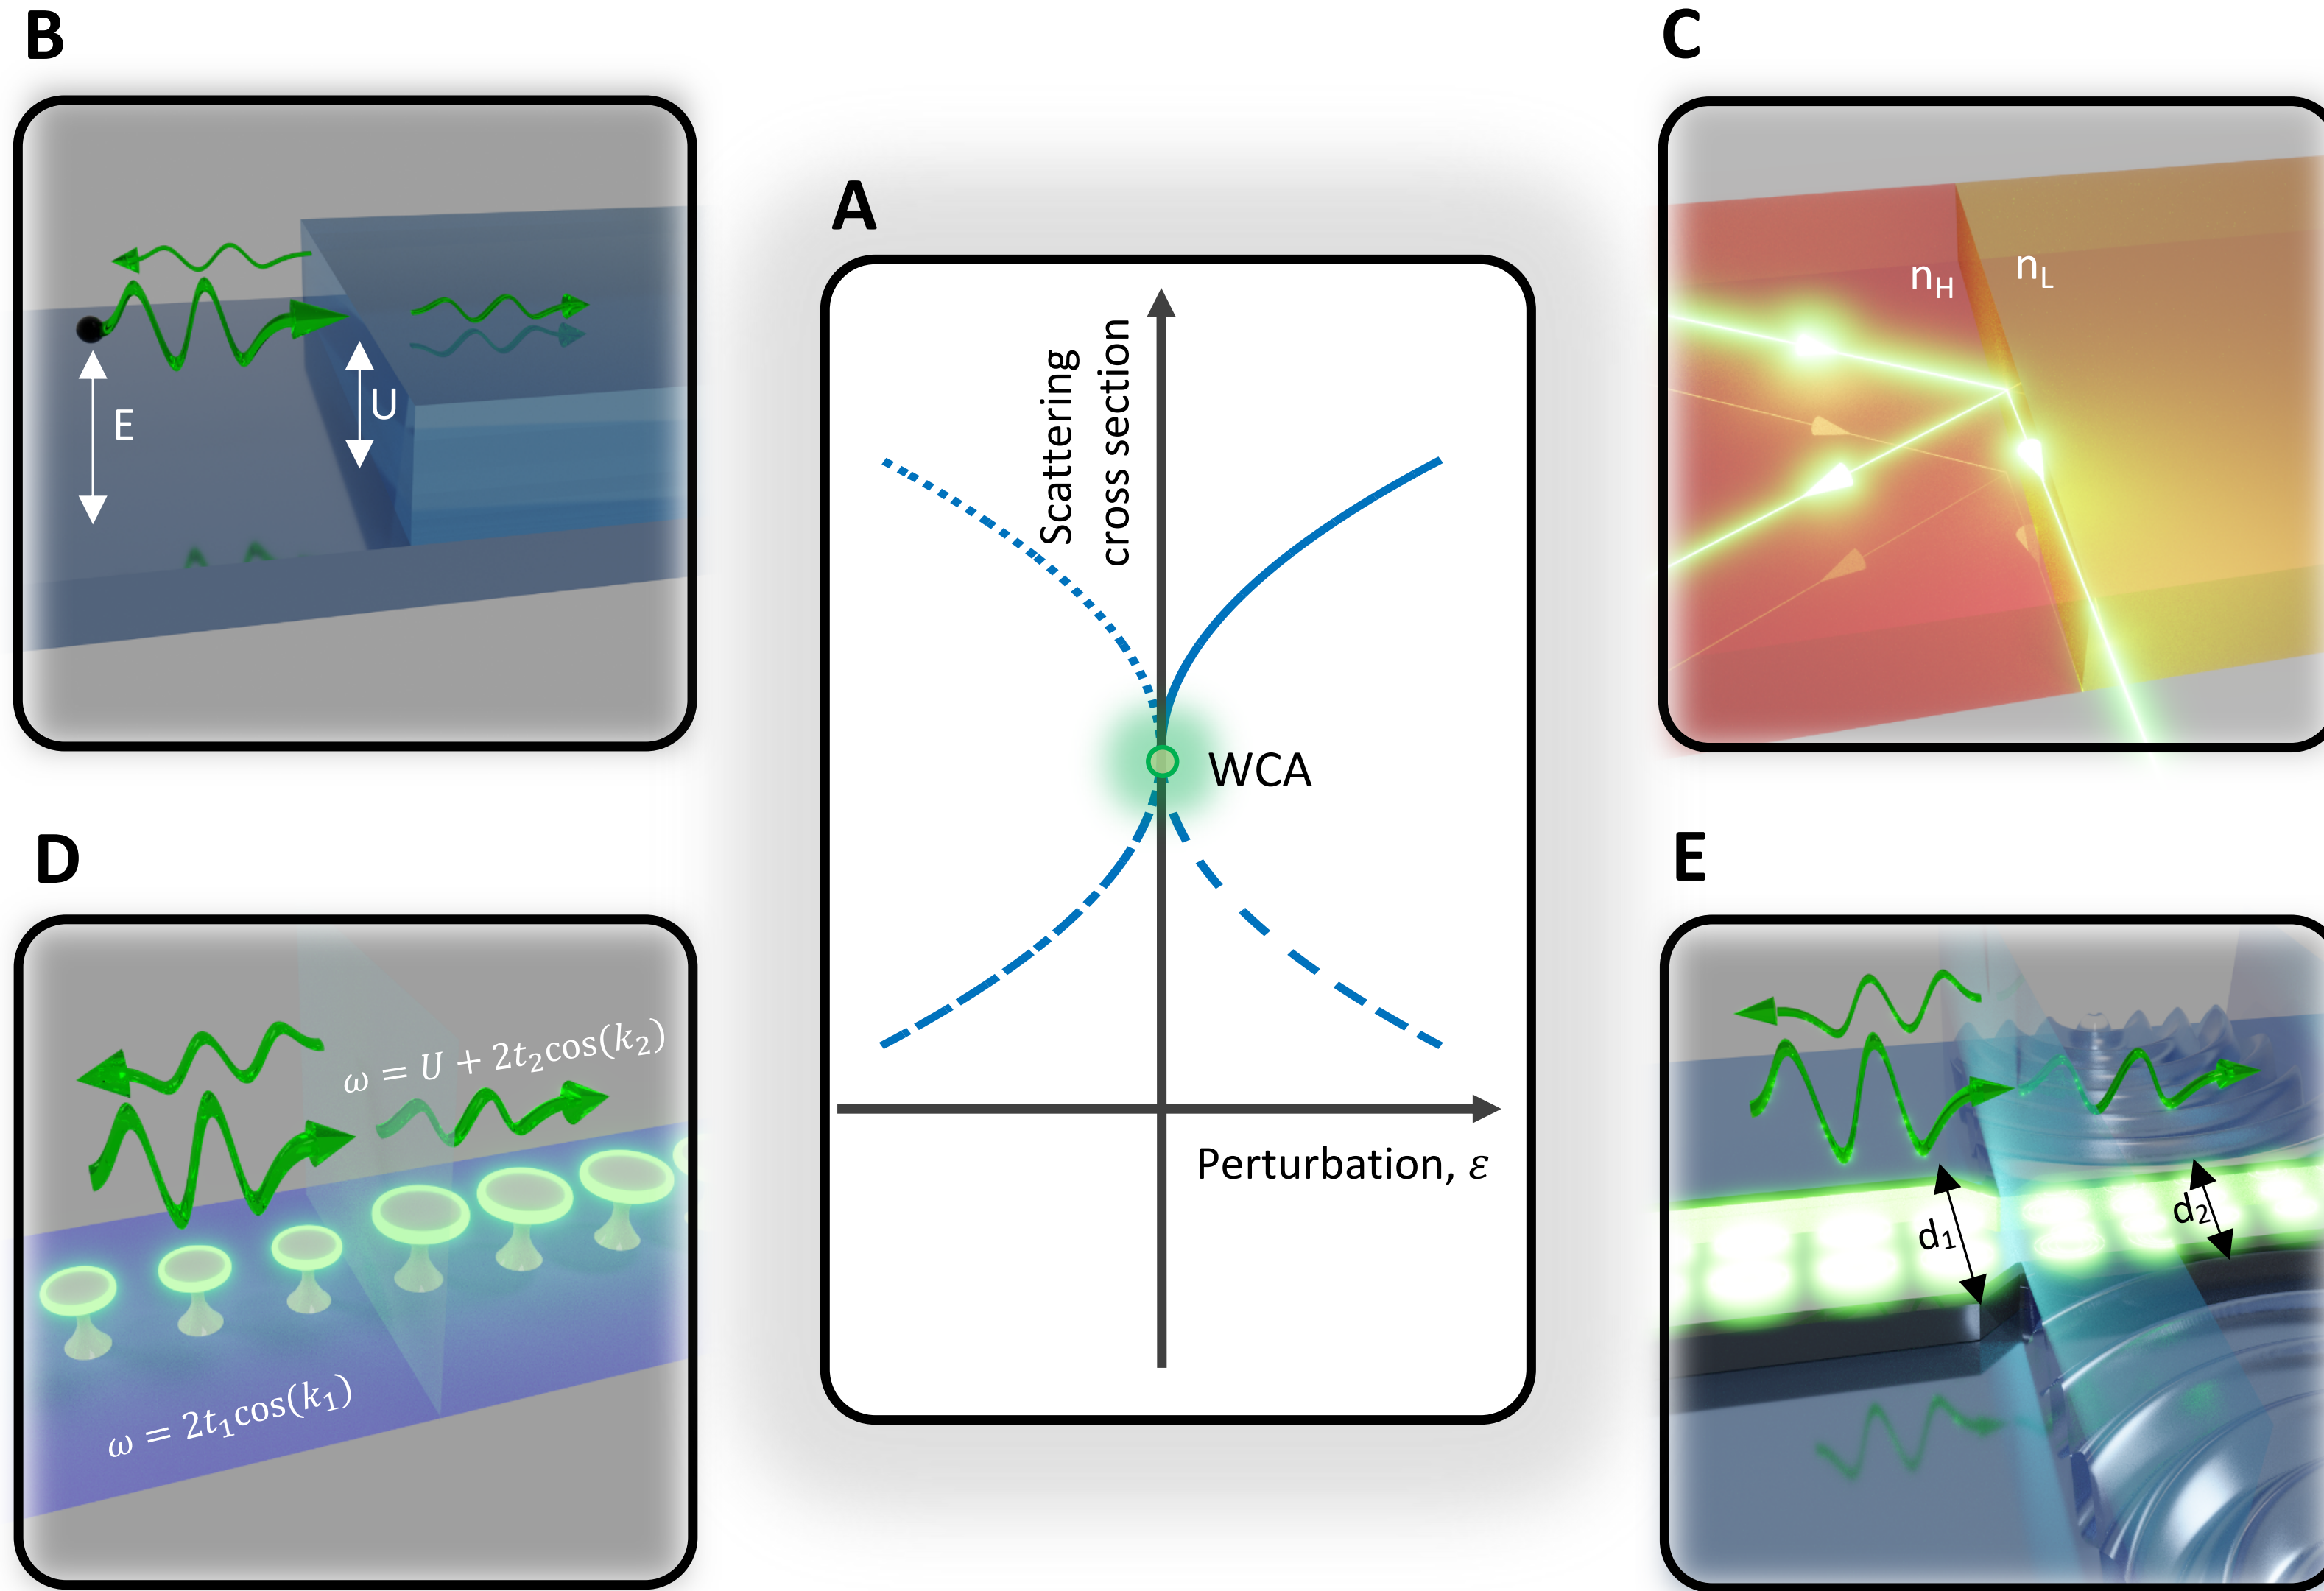 B
E
U
A
Scattering
cross section
WCA
Perturbation, ε
C
n_H
n_L
D
ω = U + 2t₂cos(k₂)
ω = 2t₁cos(k₁)
E
d₁
d₂